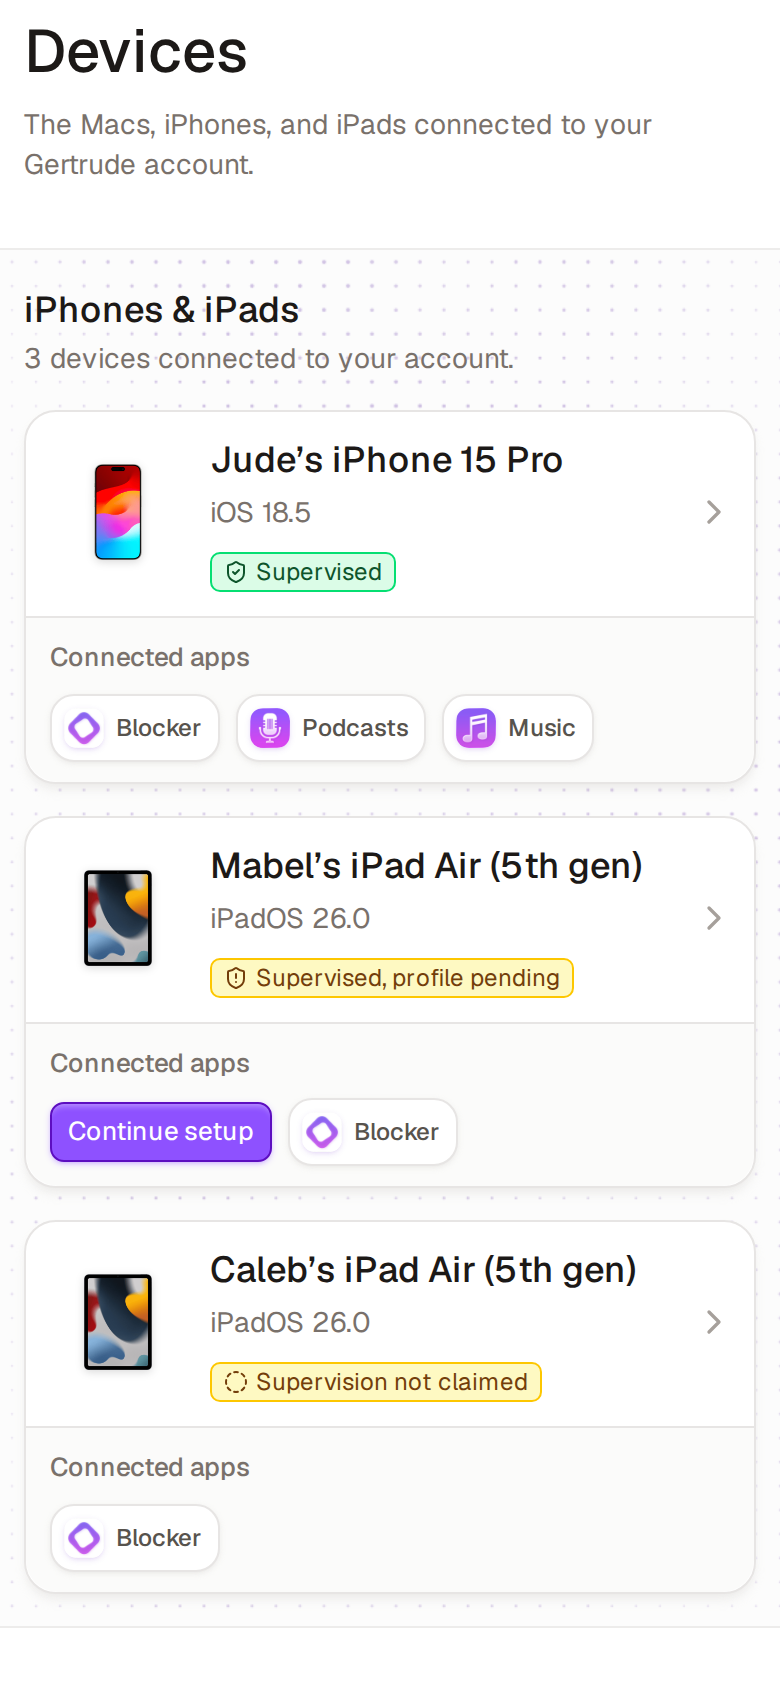 Devices
The Macs, iPhones, and iPads connected to your
Gertrude account.
iPhones & iPads
3 devices connected to your account.
Jude’s iPhone 15 Pro
iOS 18.5
Supervised
Connected apps
Blocker
Podcasts
Music
Mabel’s iPad Air (5th gen)
iPadOS 26.0
Supervised, profile pending
Connected apps
Continue setup
Blocker
Caleb’s iPad Air (5th gen)
iPadOS 26.0
Supervision not claimed
Connected apps
Blocker